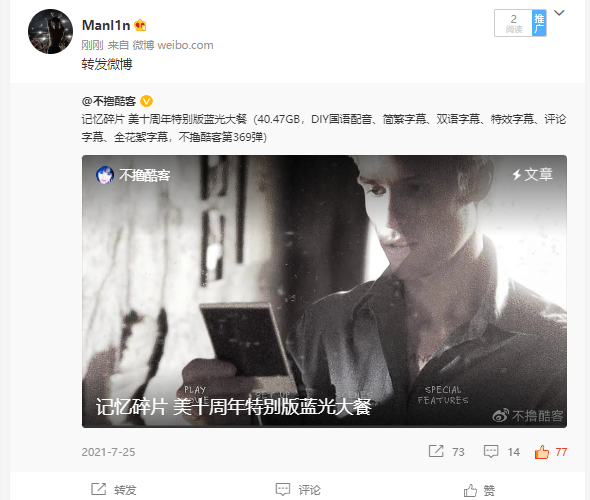 Manl1n
2
阅读
推广
刚刚 来自 微博 weibo.com
转发微博
@不撸酷客
记忆碎片 美十周年特别版蓝光大餐（40.47GB，DIY国语配音、简繁字幕、双语字幕、特效字幕、评论
字幕、全花絮字幕，不撸酷客第369弹）
不撸酷客
文章
PLAY
MOVIE
SET UP
SPECIAL
FEATURES
记忆碎片 美十周年特别版蓝光大餐
不撸酷客
2021-7-25
73
14
77
转发
评论
赞